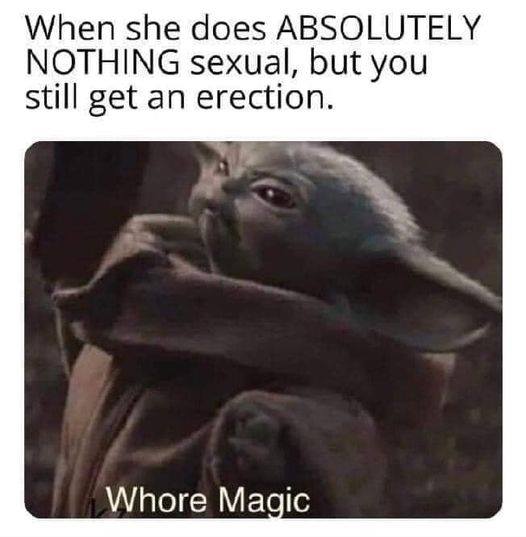 When she does ABSOLUTELY
NOTHING sexual, but you
still get an erection.
Whore Magic